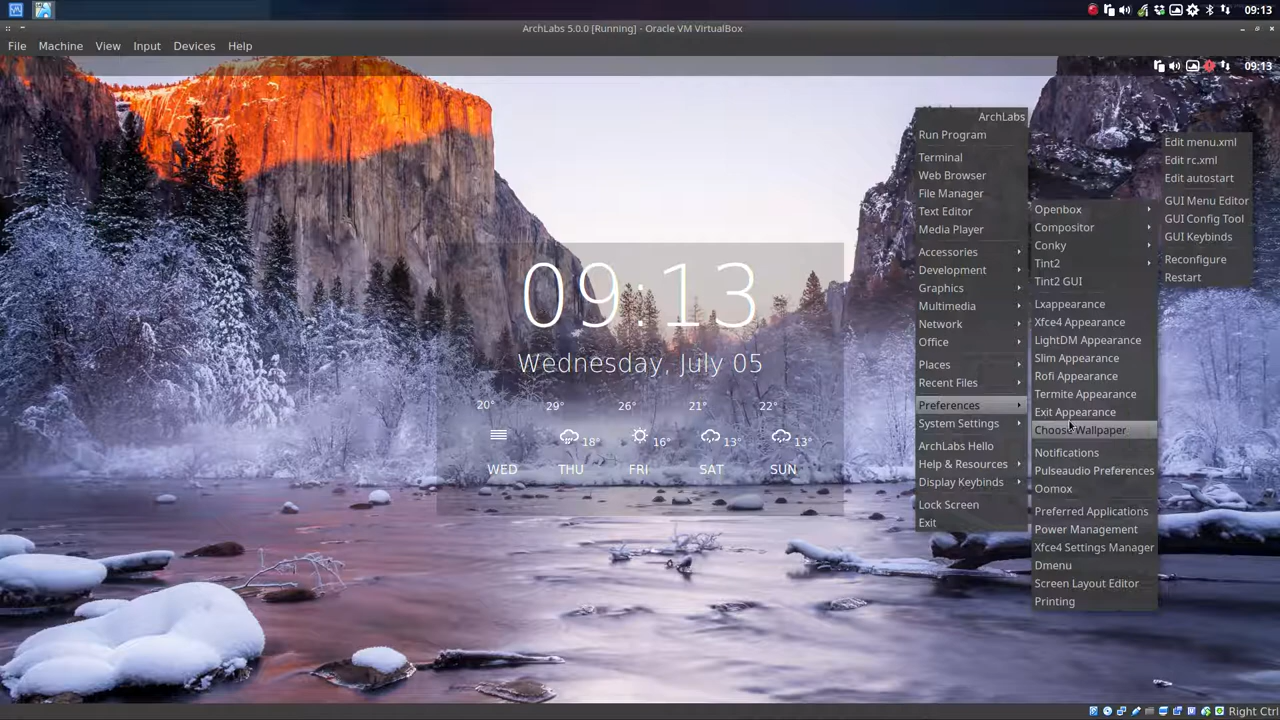 09:13
ArchLabs 5.0.0 [Running] - Oracle VM VirtualBox
File Machine View Input Devices Help
09:13
ArchLabs
Run Program
Terminal
Web Browser
File Manager
Text Editor
Media Player
Accessories
Development
Graphics
Multimedia
Network
Office
Places
Recent Files
Preferences
System Settings
ArchLabs Hello
Help & Resources
Display Keybinds
Lock Screen
Exit
Openbox
Compositor
Conky
Tint2
Tint2 GUI
Lxappearance
Xfce4 Appearance
LightDM Appearance
Slim Appearance
Rofi Appearance
Termite Appearance
Exit Appearance
Choose Wallpaper
Notifications
Pulseaudio Preferences
Oomox
Preferred Applications
Power Management
Xfce4 Settings Manager
Dmenu
Screen Layout Editor
Printing
Edit menu.xml
Edit rc.xml
Edit autostart
GUI Menu Editor
GUI Config Tool
GUI Keybinds
Reconfigure
Restart
09:13
Wednesday, July 05
20° 29° 26° 21° 22°
18° 16° 13° 13°
WED THU FRI SAT SUN
Right Ctrl